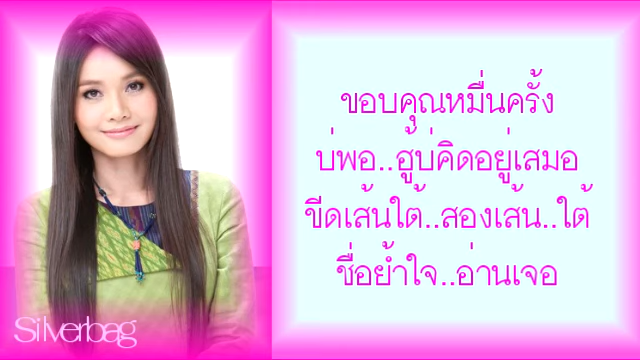 ขอบคุณหมื่นครั้ง
บ่พอ..ฮู้บ่คิดอยู่เสมอ
ขีดเส้นใต้..สองเส้น..ใต้
ชื่อย้ำใจ..อ่านเจอ
Silverbag